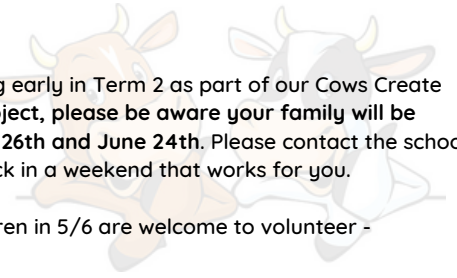 g early in Term 2 as part of our Cows Create
ject, please be aware your family will be
26th and June 24th. Please contact the schoo
ck in a weekend that works for you.
ren in 5/6 are welcome to volunteer -